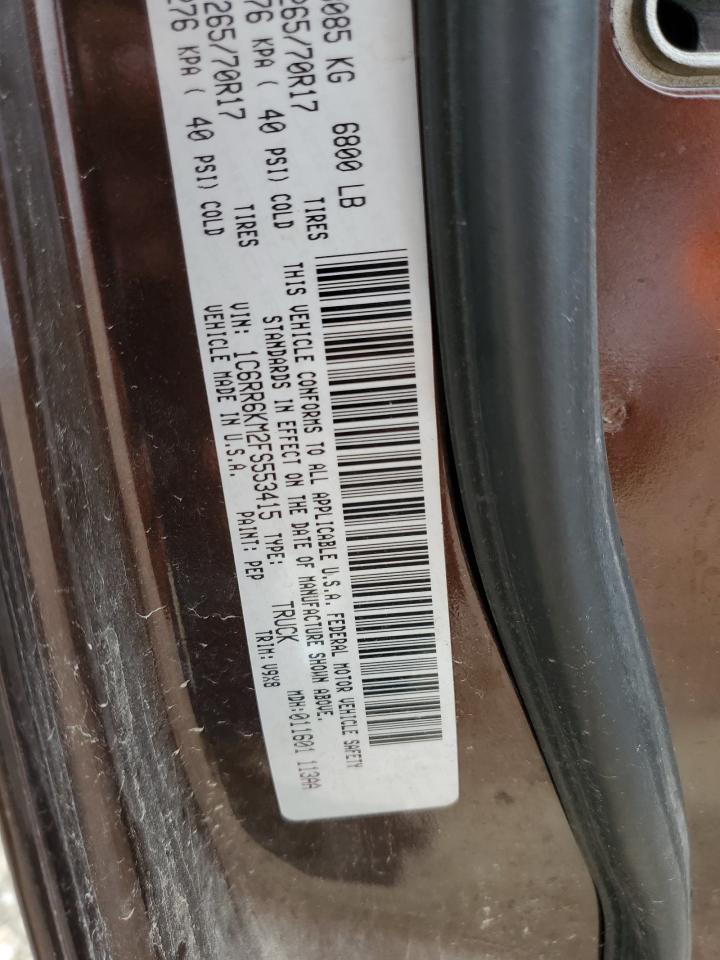 085 KG 6800 LB
265/70R17 TIRES
76 KPA ( 40 PSI) COLD
265/70R17 TIRES
276 KPA ( 40 PSI) COLD
THIS VEHICLE CONFORMS TO ALL APPLICABLE U.S.A. FEDERAL MOTOR VEHICLE SAFETY
STANDARDS IN EFFECT ON THE DATE OF MANUFACTURE SHOWN ABOVE.
VIN: 1C6RR6KM2FS553415 TYPE: TRUCK MDH:011601 113AA
VEHICLE MADE IN U.S.A. PAINT: PEP TRIM: V9X8